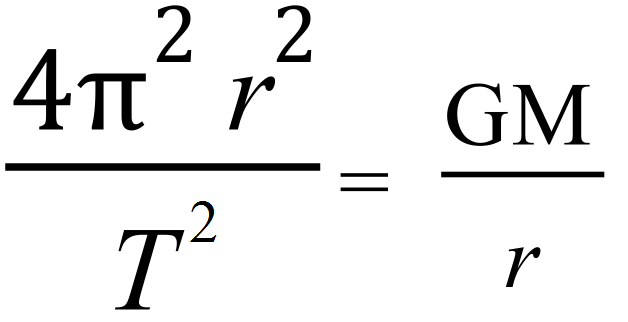 4π² r² / T² = GM / r